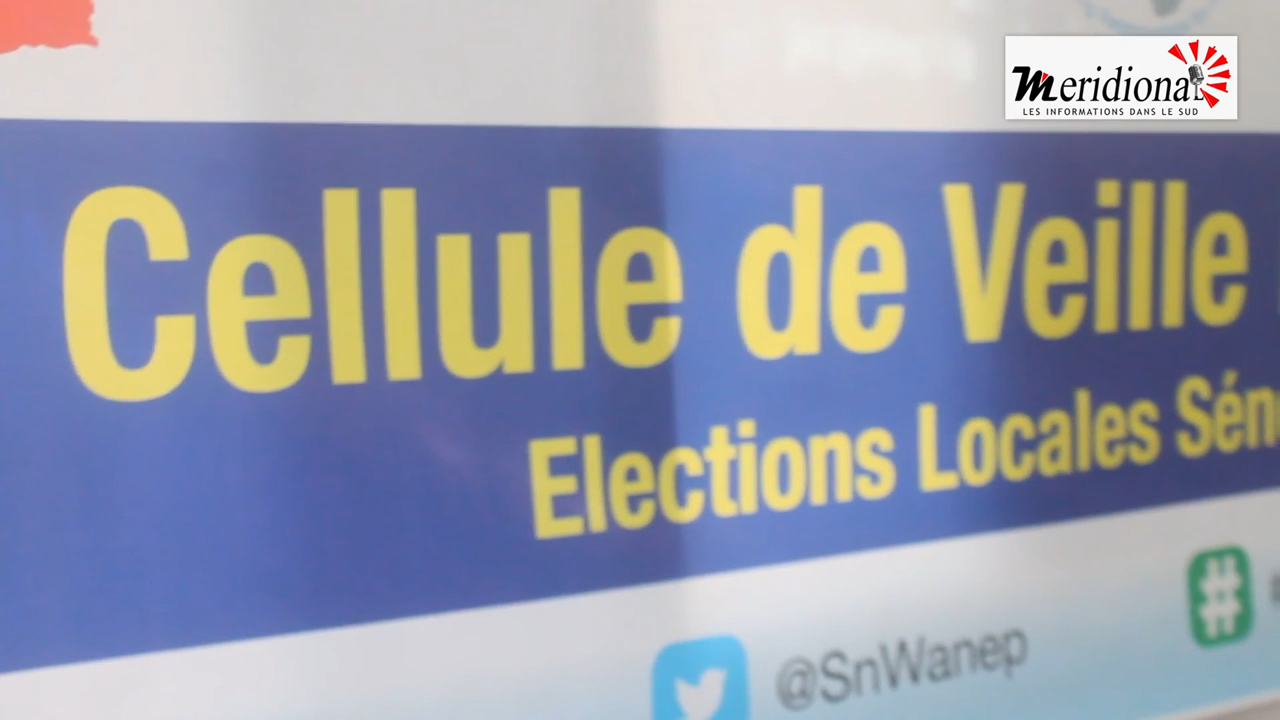 Meridional
LES INFORMATIONS DANS LE SUD
Cellule de Veille
Elections Locales Sén
@SnWanep
#